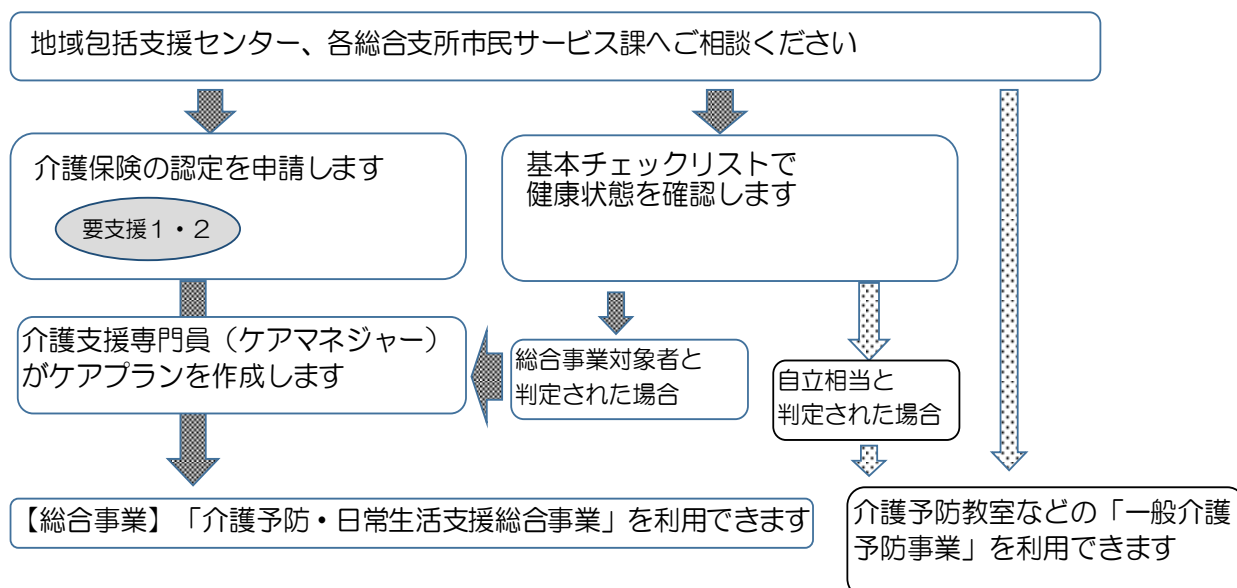 地域包括支援センター、各総合支所市民サービス課へご相談ください
介護保険の認定を申請します
要支援１・２
基本チェックリストで
健康状態を確認します
介護支援専門員（ケアマネジャー）
がケアプランを作成します
総合事業対象者と
判定された場合
自立相当と
判定された場合
【総合事業】「介護予防・日常生活支援総合事業」を利用できます
介護予防教室などの「一般介護
予防事業」を利用できます